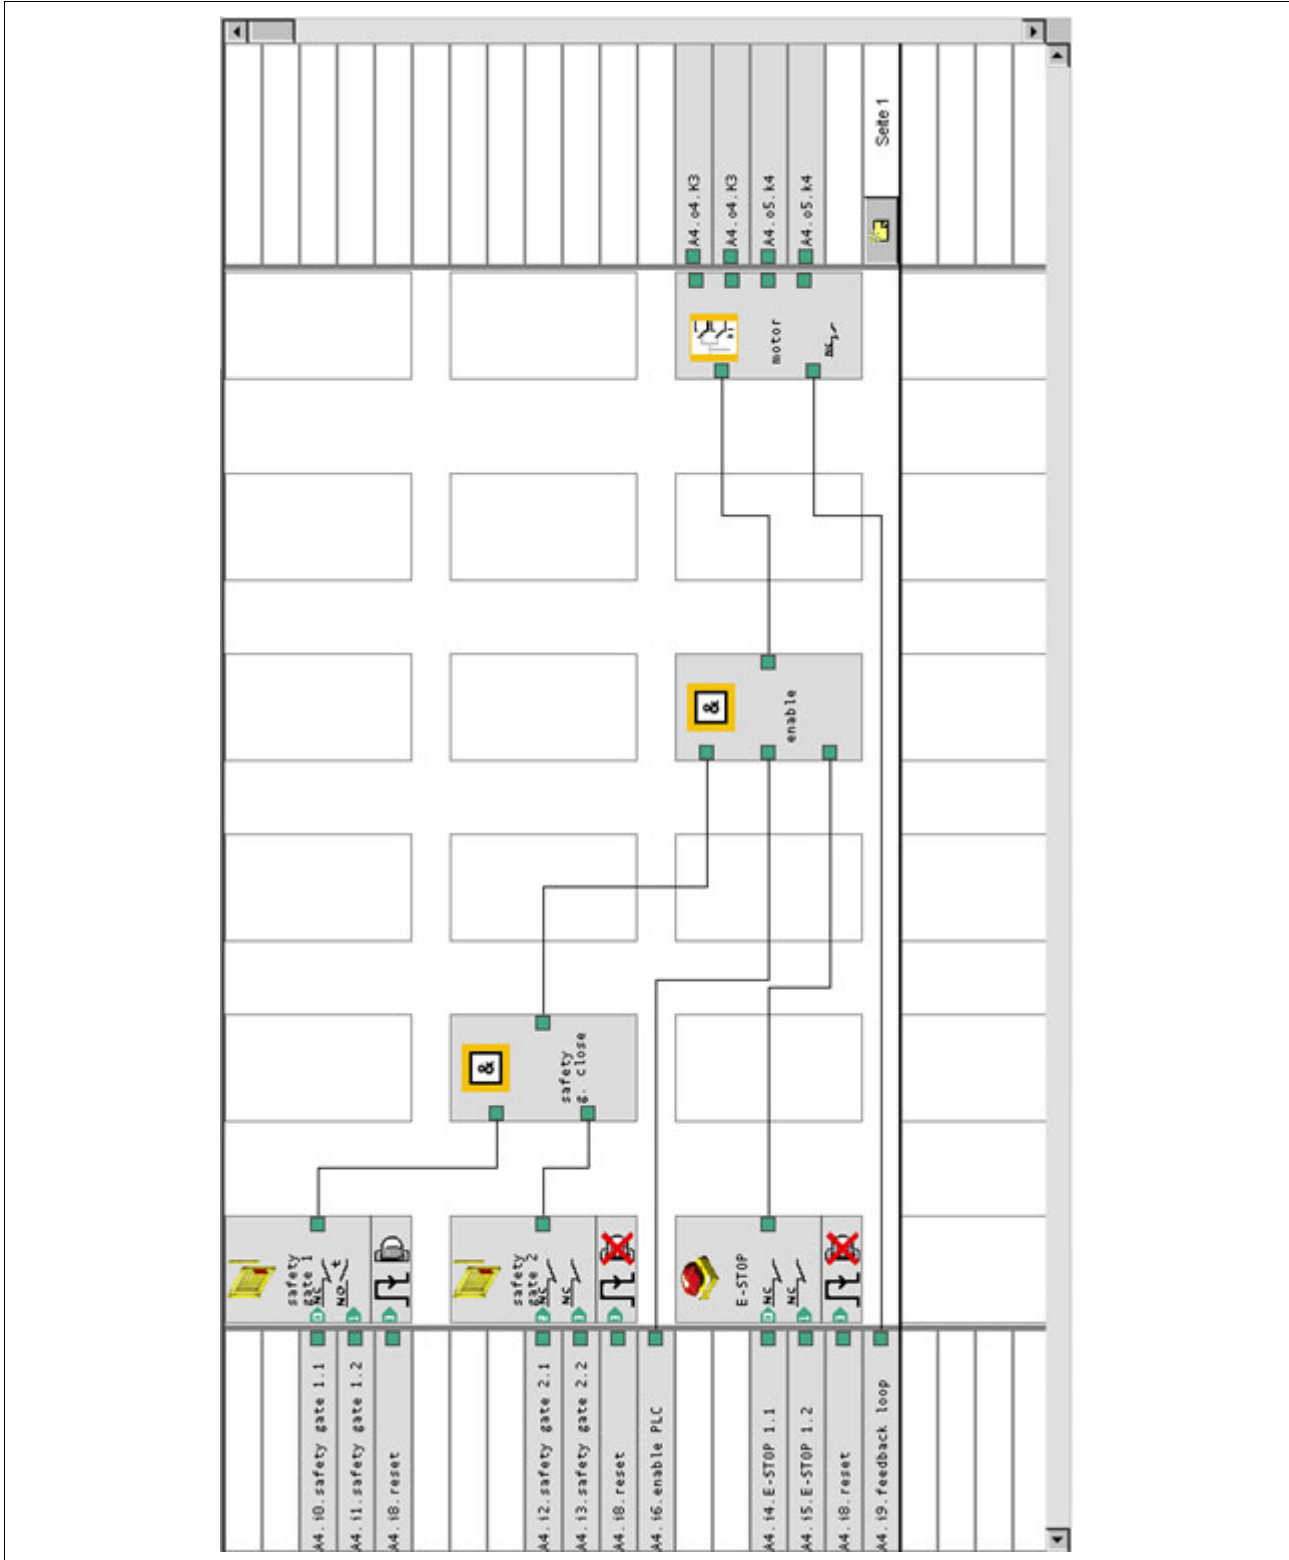 A4.i0.safety gate 1.1
A4.i1.safety gate 1.2
A4.i8.reset
A4.i2.safety gate 2.1
A4.i3.safety gate 2.2
A4.i8.reset
A4.i6.enable PLC
A4.i4.E-STOP 1.1
A4.i5.E-STOP 1.2
A4.i8.reset
A4.i9.feedback loop
safety
gate 1
NC
NO
safety
gate 2
NC
NC
E-STOP
NC
NC
&
safety
g. close
&
enable
motor
A4.o4.K3
A4.o4.K3
A4.o5.k4
A4.o5.k4
Seite 1